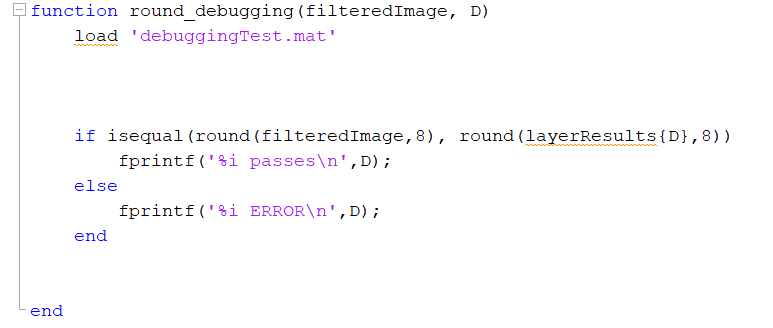 function round_debugging(filteredImage, D)
load 'debuggingTest.mat'
if isequal(round(filteredImage,8), round(layerResults{D},8))
fprintf('%i passes\n',D);
else
fprintf('%i ERROR\n',D);
end
end